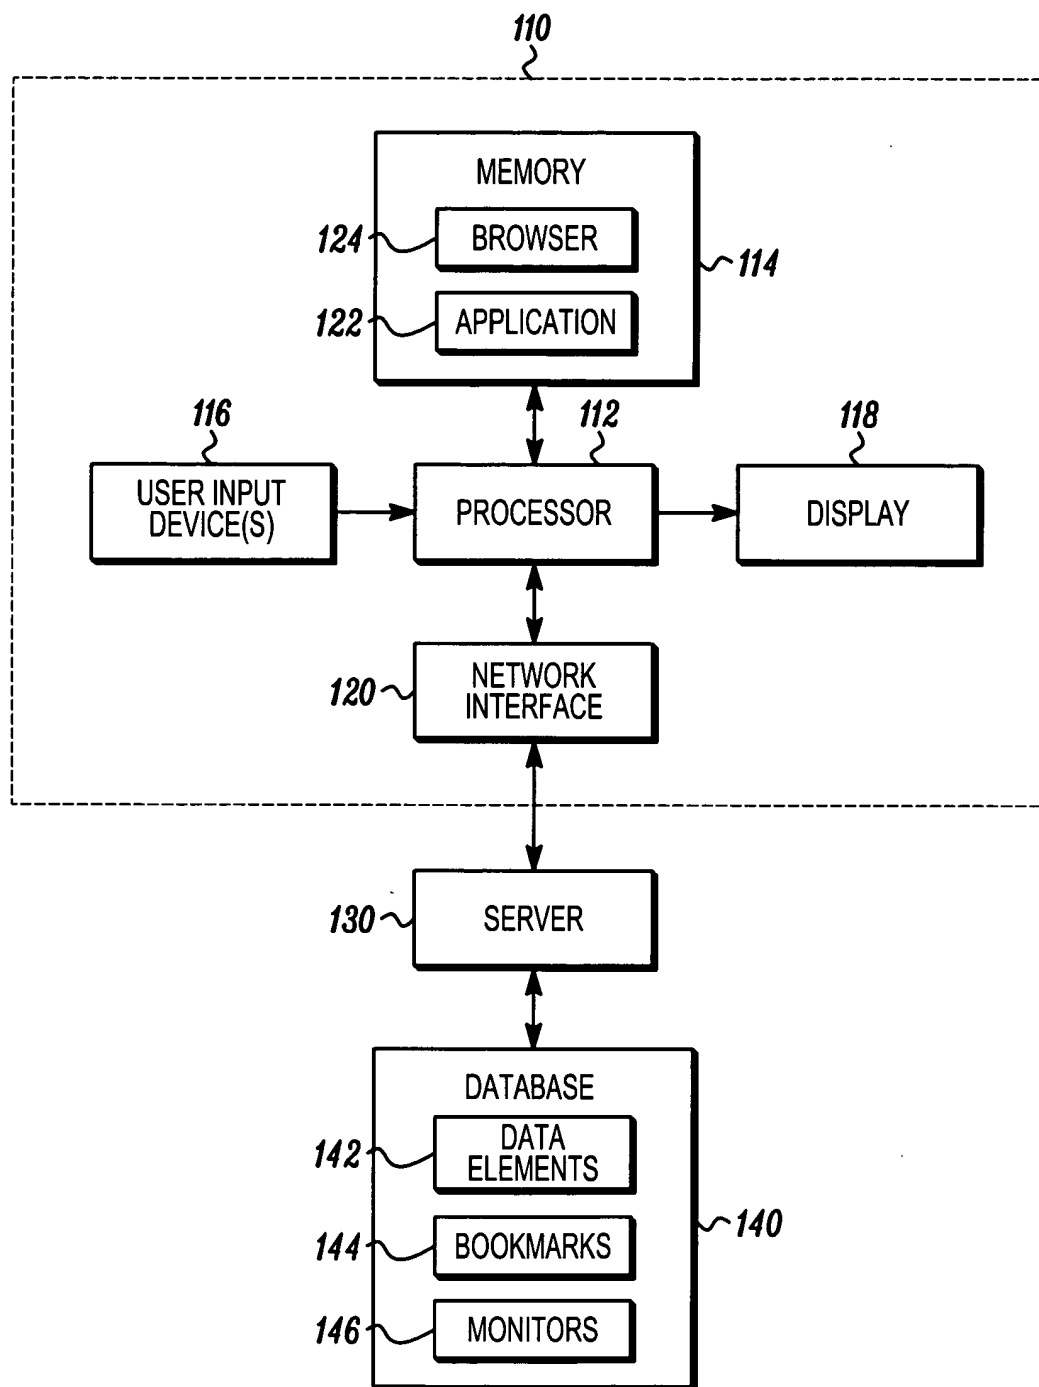 110
MEMORY
124
BROWSER
114
122
APPLICATION
116
112
118
USER INPUT
DEVICE(S)
PROCESSOR
DISPLAY
120
NETWORK
INTERFACE
130
SERVER
DATABASE
142
DATA
ELEMENTS
144
BOOKMARKS
140
146
MONITORS